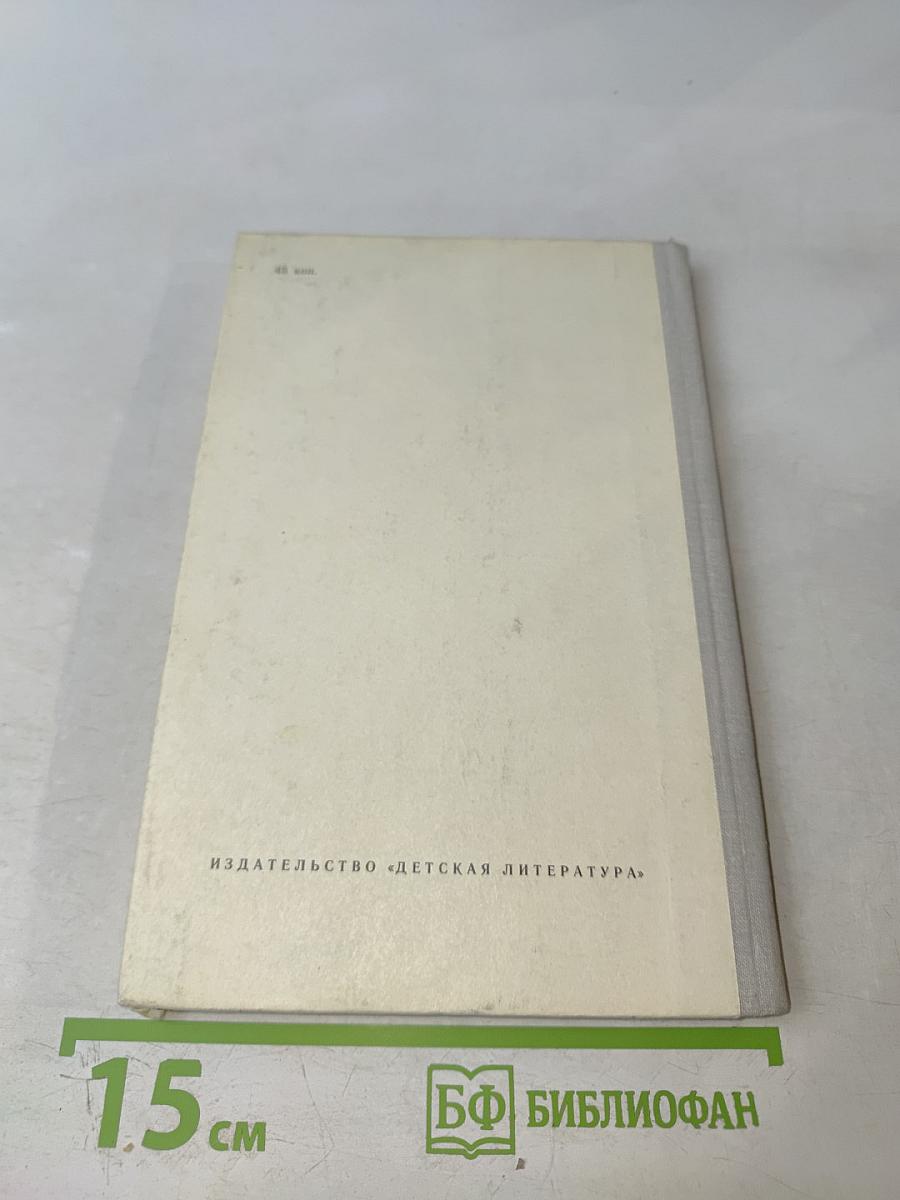 45 коп.
ИЗДАТЕЛЬСТВО «ДЕТСКАЯ ЛИТЕРАТУРА»
15 см
БФ БИБЛИОФАН